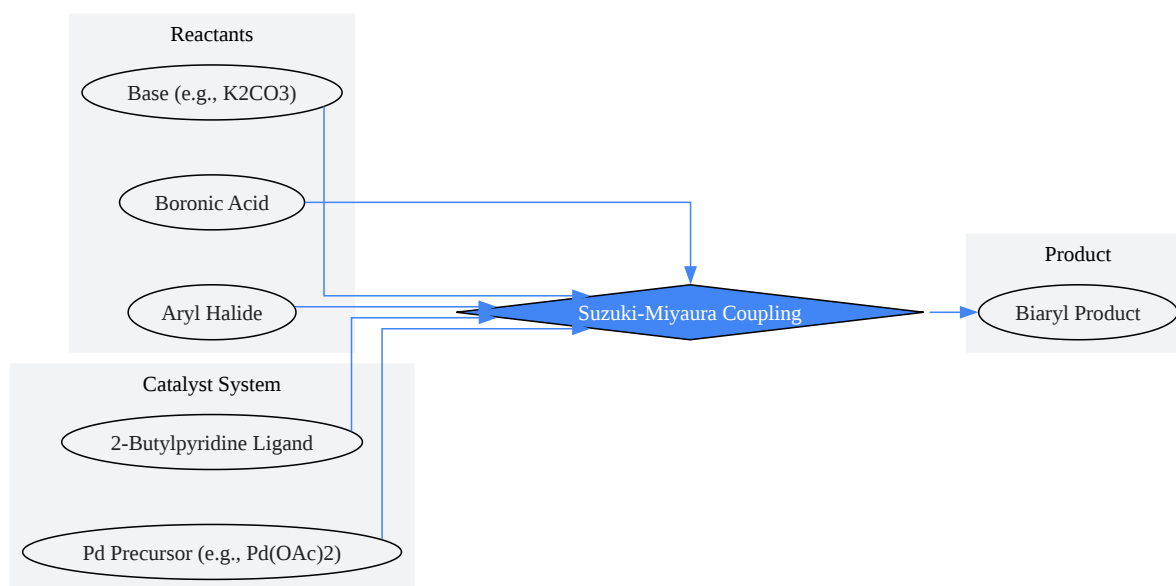 Reactants
Base (e.g., K2CO3)
Boronic Acid
Aryl Halide
Catalyst System
2-Butylpyridine Ligand
Pd Precursor (e.g., Pd(OAc)2)
Suzuki-Miyaura Coupling
Product
Biaryl Product